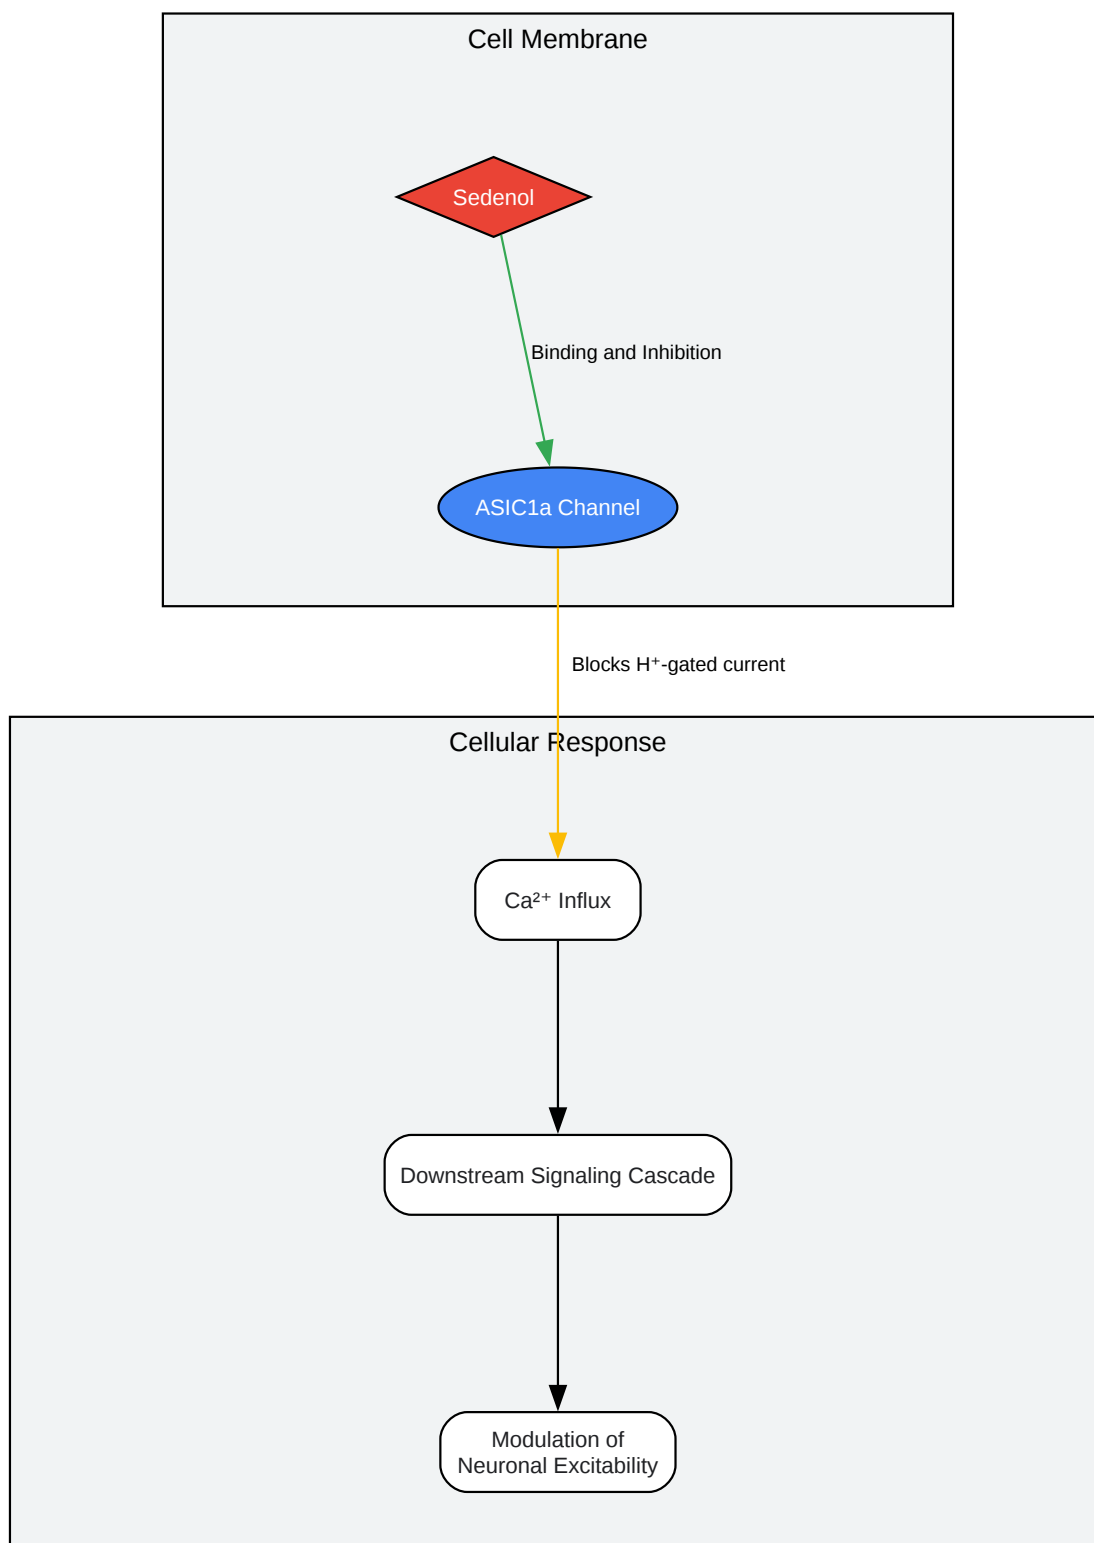 Cell Membrane
Sedenol
Binding and Inhibition
ASIC1a Channel
Blocks H⁺-gated current
Cellular Response
Ca²⁺ Influx
Downstream Signaling Cascade
Modulation of
Neuronal Excitability